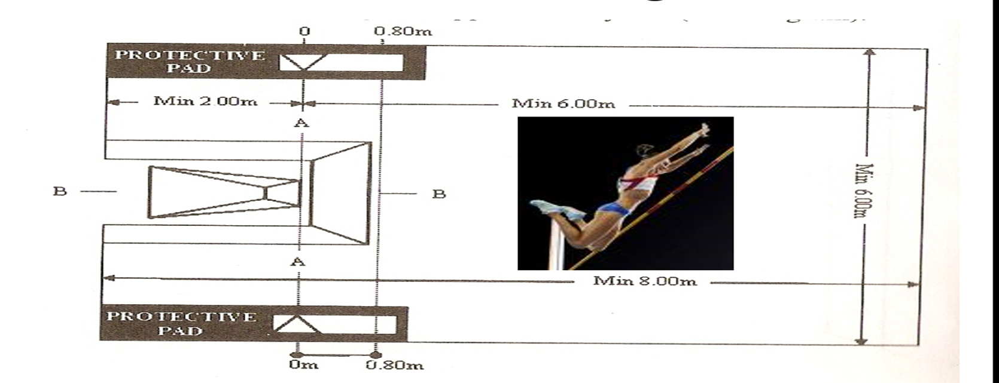 0 0.80m
PROTECTIVE
PAD
Min 2.00m Min 6.00m
A
B B
Min 6.00m
A
Min 8.00m
PROTECTIVE
PAD
0m 0.80m